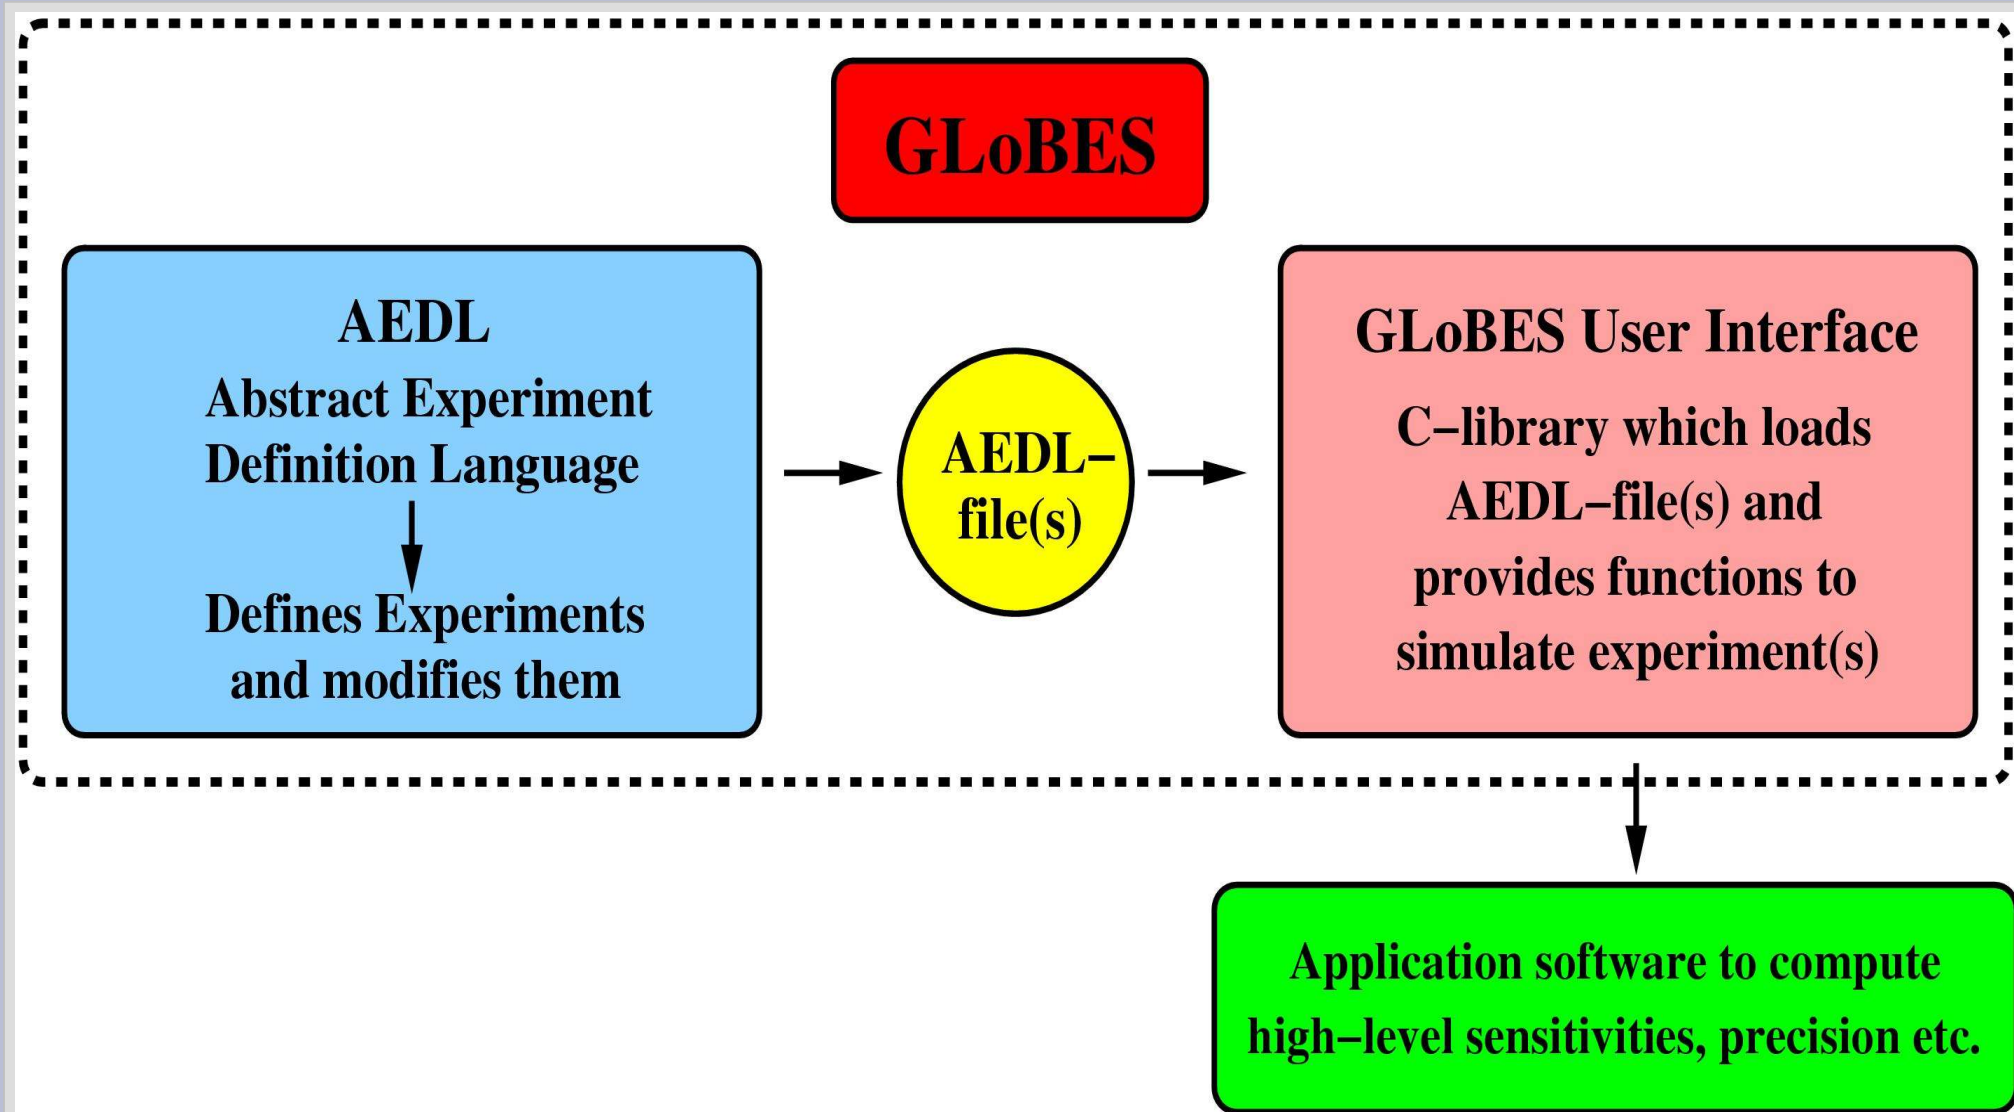 GLoBES
AEDL
Abstract Experiment
Definition Language
Defines Experiments
and modifies them
AEDL–
file(s)
GLoBES User Interface
C–library which loads
AEDL–file(s) and
provides functions to
simulate experiment(s)
Application software to compute
high–level sensitivities, precision etc.